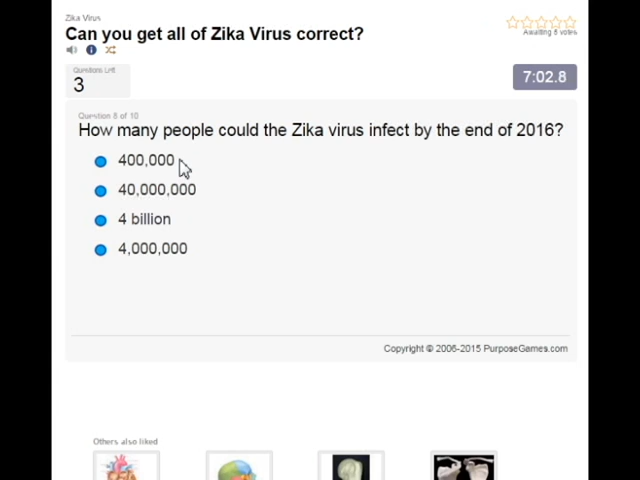 Zika Virus
Can you get all of Zika Virus correct?
Awaiting 5 votes
Questions Left
3
7:02.8
Question 8 of 10
How many people could the Zika virus infect by the end of 2016?
400,000
40,000,000
4 billion
4,000,000
Copyright © 2006-2015 PurposeGames.com
Others also liked